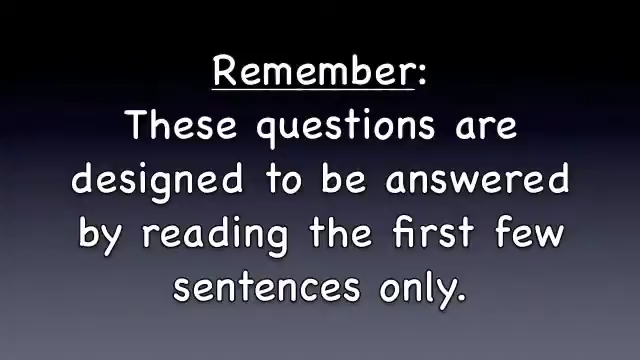 Remember:
These questions are
designed to be answered
by reading the first few
sentences only.